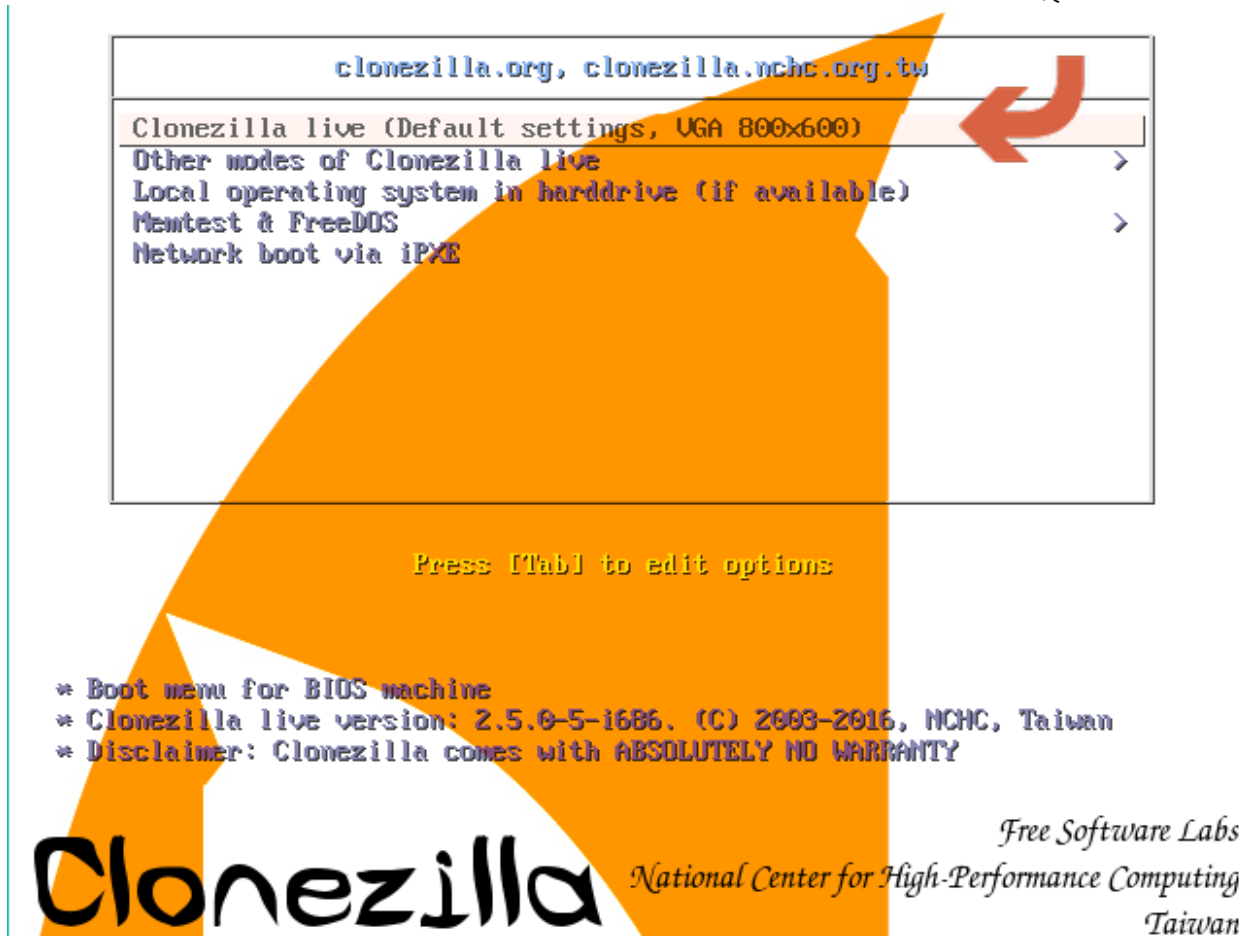 clonezilla.org, clonezilla.nchc.org.tw
Clonezilla live (Default settings, VGA 800x600)
Other modes of Clonezilla live >
Local operating system in harddrive (if available)
Memtest & FreeDOS >
Network boot via iPXE
Press [Tab] to edit options
* Boot menu for BIOS machine
* Clonezilla live version: 2.5.0-5-i686. (C) 2003-2016, NCHC, Taiwan
* Disclaimer: Clonezilla comes with ABSOLUTELY NO WARRANTY
Clonezilla
Free Software Labs
National Center for High-Performance Computing
Taiwan